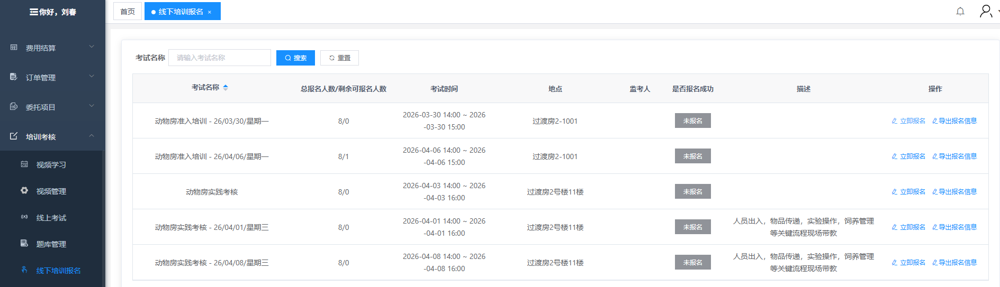 你好，刘春
首页
线下培训报名 ×
费用结算
订单管理
委托项目
培训考核
视频学习
视频管理
线上考试
题库管理
线下培训报名
考试名称 请输入考试名称 搜索 重置
考试名称 总报名人数/剩余可报名人数 考试时间 地点 监考人 是否报名成功 描述 操作
动物房准入培训 - 26/03/30/星期一 8/0 2026-03-30 14:00 ~ 2026
-03-30 15:00 过渡房2-1001 未报名 立即报名 导出报名信息
动物房准入培训 - 26/04/06/星期一 8/1 2026-04-06 14:00 ~ 2026
-04-06 15:00 过渡房2-1001 未报名 立即报名 导出报名信息
动物房实践考核 8/0 2026-04-03 14:00 ~ 2026
-04-03 16:00 过渡房2号楼11楼 未报名 立即报名 导出报名信息
动物房实践考核 - 26/04/01/星期三 8/0 2026-04-01 14:00 ~ 2026
-04-01 16:00 过渡房2号楼11楼 未报名 人员出入，物品传递，实验操作，饲养管理
等关键流程现场带教 立即报名 导出报名信息
动物房实践考核 - 26/04/08/星期三 8/0 2026-04-08 14:00 ~ 2026
-04-08 16:00 过渡房2号楼11楼 未报名 人员出入，物品传递，实验操作，饲养管理
等关键流程现场带教 立即报名 导出报名信息